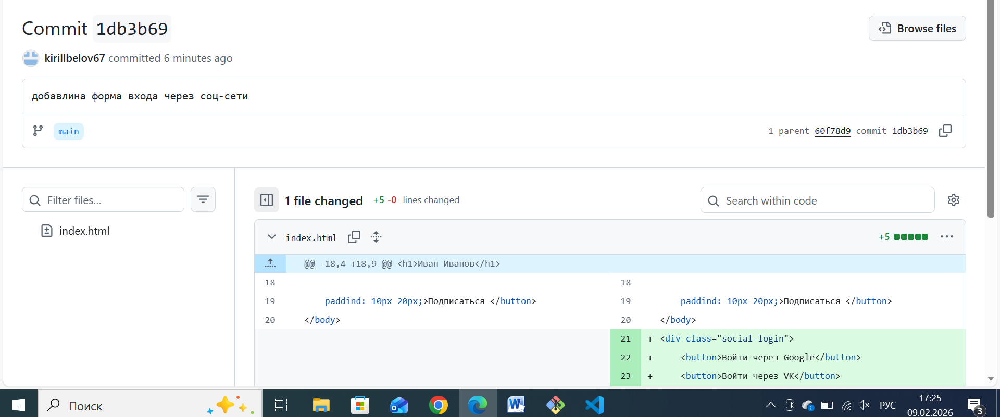 Commit 1db3b69
Browse files
kirillbelov67 committed 6 minutes ago
добавлина форма входа через соц-сети
main
1 parent 60f78d9 commit 1db3b69
Filter files...
1 file changed +5 -0 lines changed
Search within code
index.html
index.html
+5
@@ -18,4 +18,9 @@ <h1>Иван Иванов</h1>
18 18
19 paddind: 10px 20px;>Подписаться </button> 19 paddind: 10px 20px;>Подписаться </button>
20 </body> 20 </body>
21 + <div class="social-login">
22 + <button>Войти через Google</button>
23 + <button>Войти через VK</button>
Поиск
РУС
17:25
09.02.2026
3